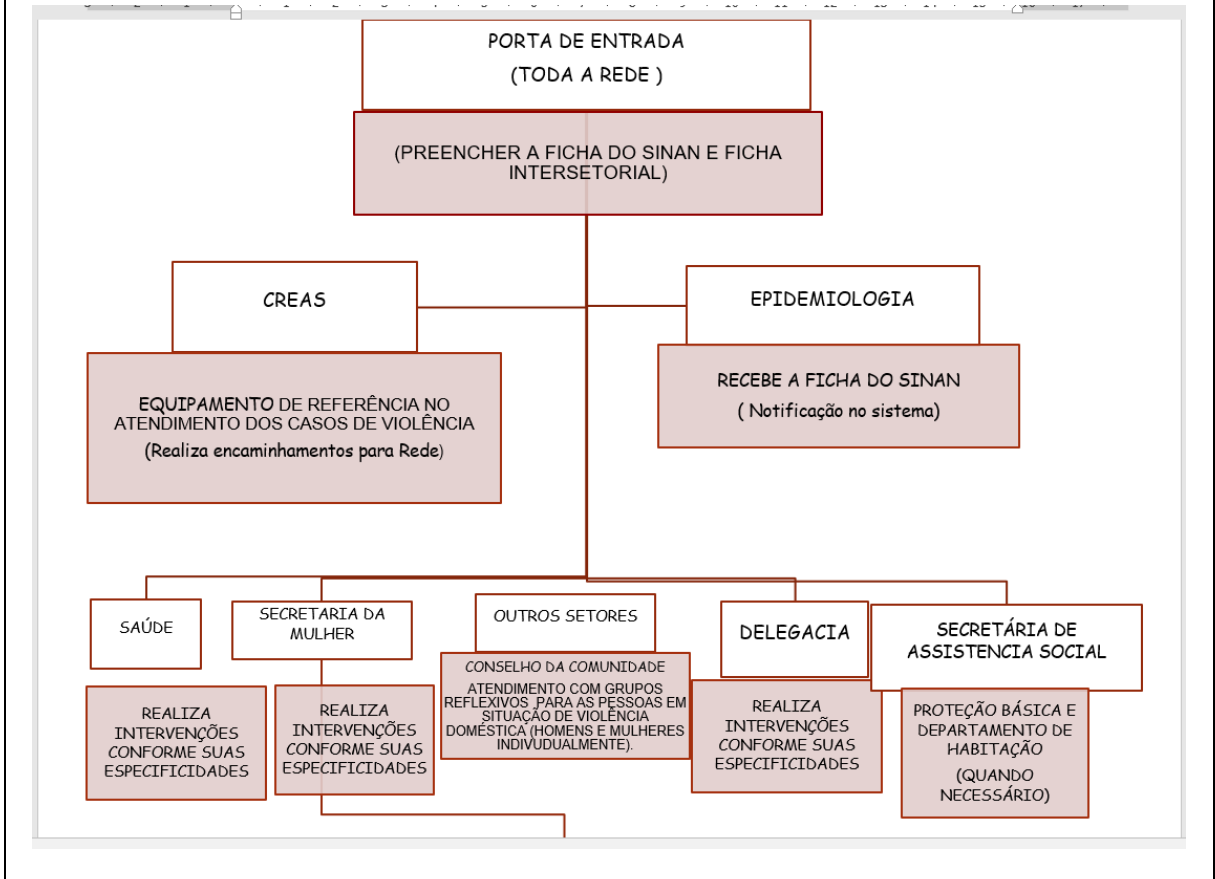 PORTA DE ENTRADA
(TODA A REDE )
(PREENCHER A FICHA DO SINAN E FICHA
INTERSETORIAL)
CREAS
EQUIPAMENTO DE REFERÊNCIA NO
ATENDIMENTO DOS CASOS DE VIOLÊNCIA
(Realiza encaminhamentos para Rede)
EPIDEMIOLOGIA
RECEBE A FICHA DO SINAN
( Notificação no sistema)
SAÚDE
REALIZA
INTERVENÇÕES
CONFORME SUAS
ESPECIFICIDADES
SECRETARIA DA
MULHER
REALIZA
INTERVENÇÕES
CONFORME SUAS
ESPECIFICIDADES
OUTROS SETORES
CONSELHO DA COMUNIDADE
ATENDIMENTO COM GRUPOS
REFLEXIVOS PARA AS PESSOAS EM
SITUAÇÃO DE VIOLÊNCIA
DOMÉSTICA (HOMENS E MULHERES
INDIVUDUALMENTE).
DELEGACIA
REALIZA
INTERVENÇÕES
CONFORME SUAS
ESPECIFICIDADES
SECRETÁRIA DE
ASSISTENCIA SOCIAL
PROTEÇÃO BÁSICA E
DEPARTAMENTO DE
HABITAÇÃO
(QUANDO
NECESSÁRIO)